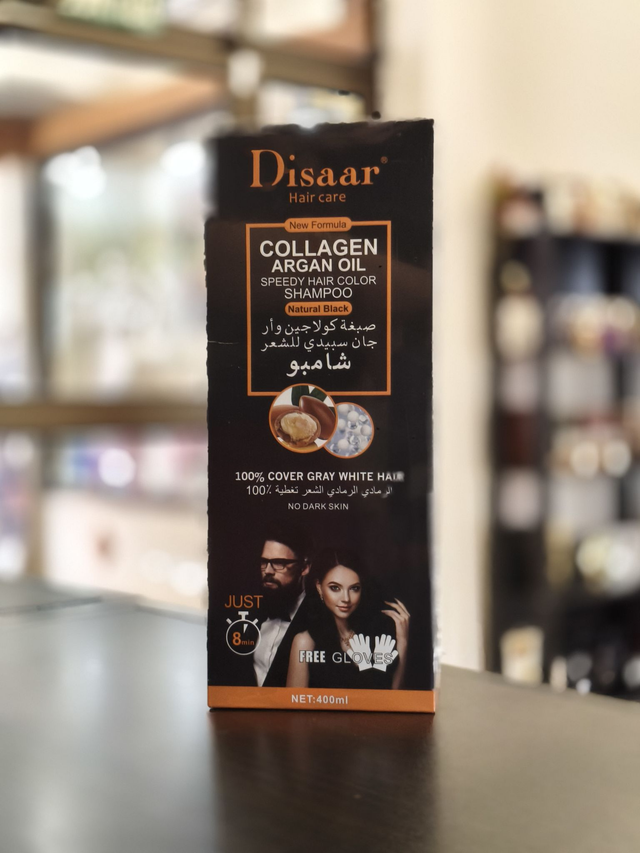 Disaar®
Hair care
New Formula
COLLAGEN
ARGAN OIL
SPEEDY HAIR COLOR
SHAMPOO
Natural Black
صبغة كولاجين وأر
جان سبيدي للشعر
شامبو
100% COVER GRAY WHITE HAIR
الرمادي الرمادي الشعر تغطية 100٪
NO DARK SKIN
JUST
8min
FREE GLOVES
NET:400ml